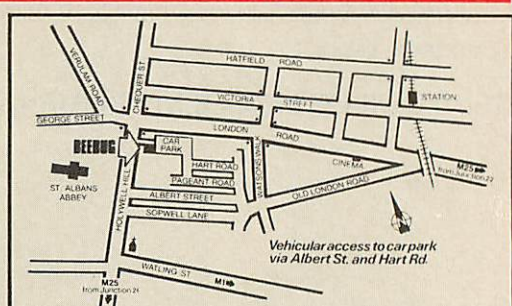 HATFIELD ROAD
VERULAM ROAD
CHEQUER ST
VICTORIA STREET
STATION
GEORGE STREET
LONDON ROAD
BEEBUG
CAR PARK
WATSONS WALK
CINEMA
M25
from Junction 22
HART ROAD
ST. ALBANS ABBEY
PAGEANT ROAD
OLD LONDON ROAD
HOLYWELL HILL
ALBERT STREET
SOPWELL LANE
Vehicular access to car park
via Albert St. and Hart Rd.
WATLING ST
M1
M25
from Junction 21